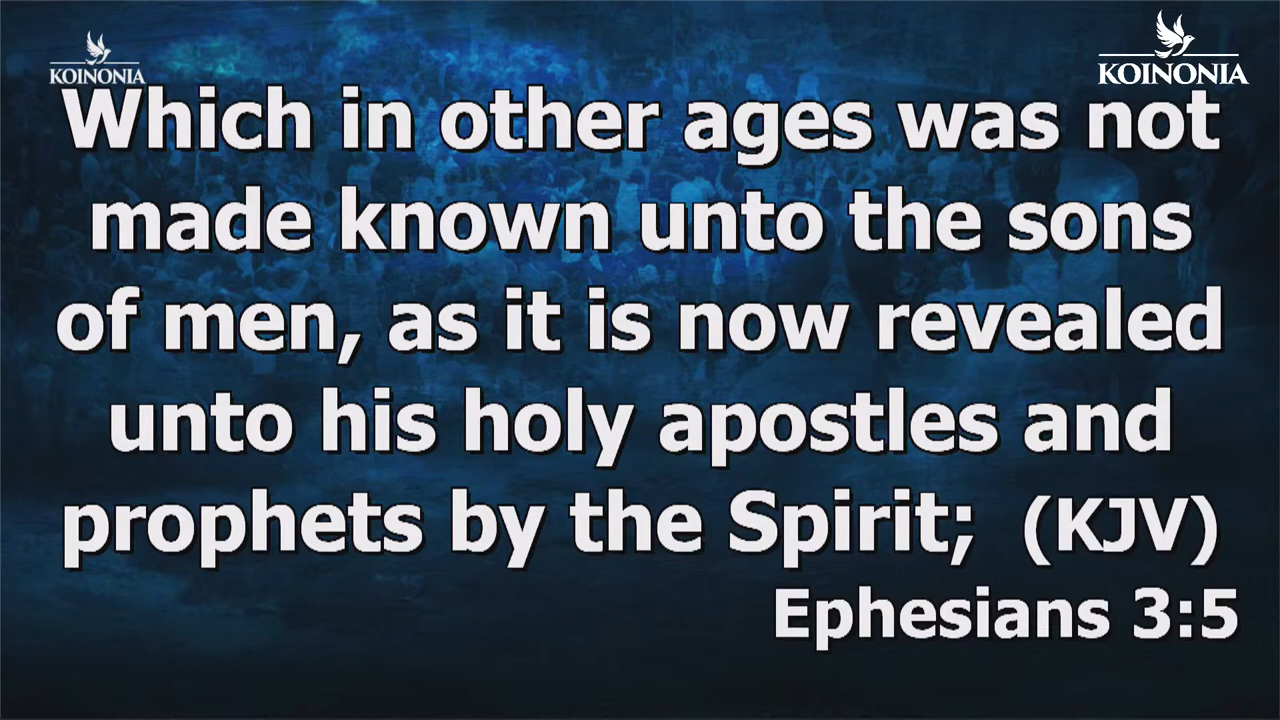 KOINONIA
KOINONIA
Which in other ages was not
made known unto the sons
of men, as it is now revealed
unto his holy apostles and
prophets by the Spirit; (KJV)
Ephesians 3:5